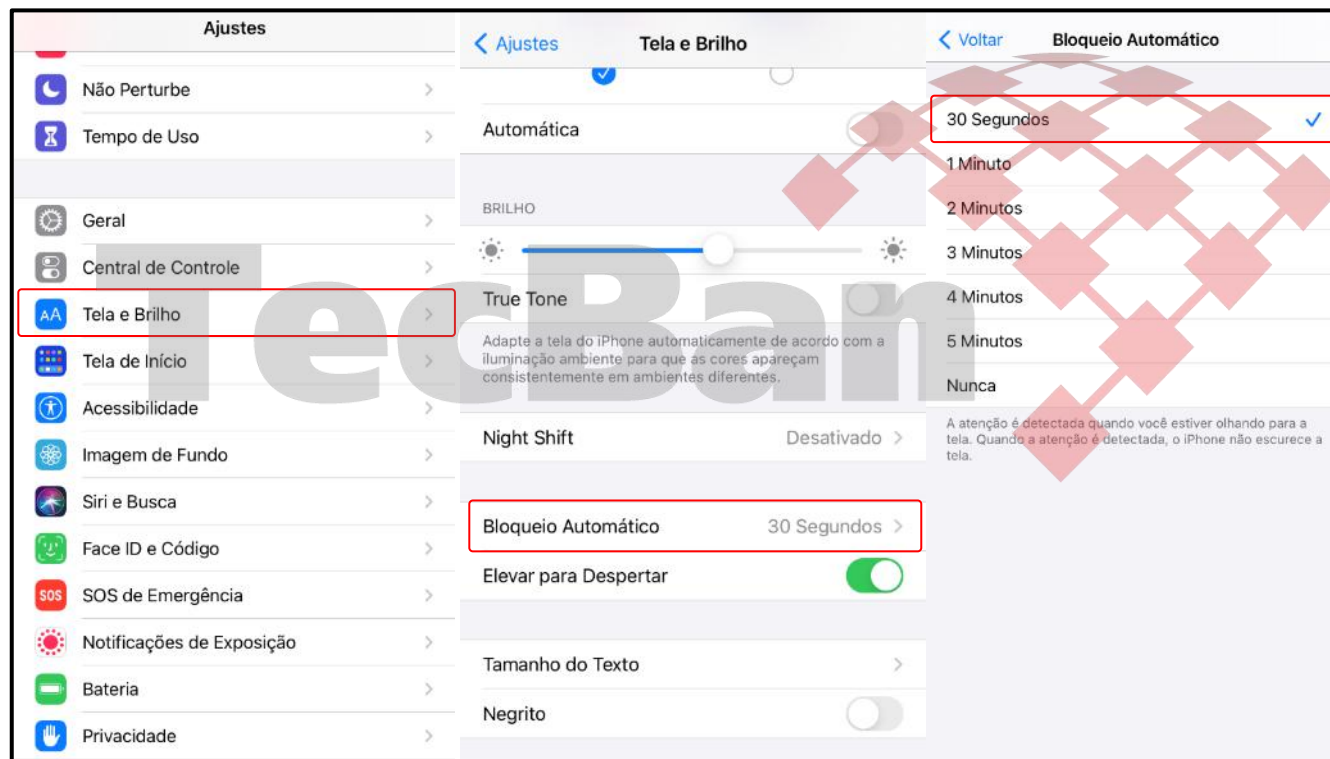 Ajustes
Não Perturbe
Tempo de Uso
Geral
Central de Controle
AA Tela e Brilho
Tela de Início
Acessibilidade
Imagem de Fundo
Siri e Busca
Face ID e Código
SOS SOS de Emergência
Notificações de Exposição
Bateria
Privacidade
Ajustes Tela e Brilho
Automática
BRILHO
True Tone
Adapte a tela do iPhone automaticamente de acordo com a
iluminação ambiente para que as cores apareçam
consistentemente em ambientes diferentes.
Night Shift Desativado
Bloqueio Automático 30 Segundos
Elevar para Despertar
Tamanho do Texto
Negrito
Voltar Bloqueio Automático
30 Segundos
1 Minuto
2 Minutos
3 Minutos
4 Minutos
5 Minutos
Nunca
A atenção é detectada quando você estiver olhando para a
tela. Quando a atenção é detectada, o iPhone não escurece a
tela.
TecBan